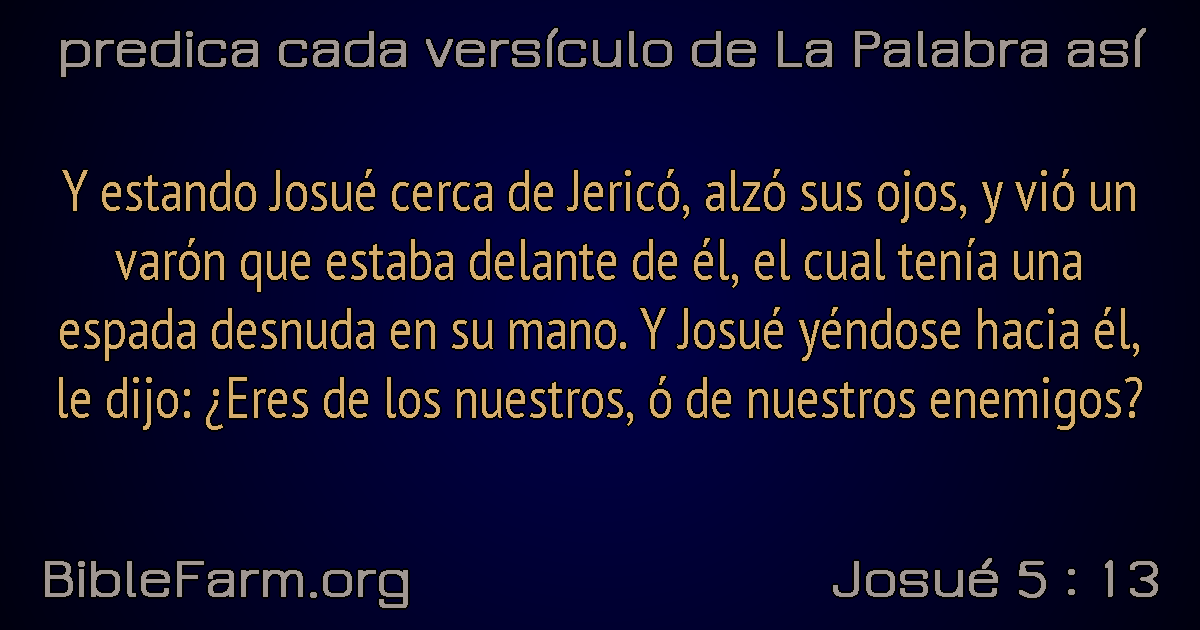 predica cada versículo de La Palabra así
Y estando Josué cerca de Jericó, alzó sus ojos, y vió un
varón que estaba delante de él, el cual tenía una
espada desnuda en su mano. Y Josué yéndose hacia él,
le dijo: ¿Eres de los nuestros, ó de nuestros enemigos?
BibleFarm.org
Josué 5 : 13